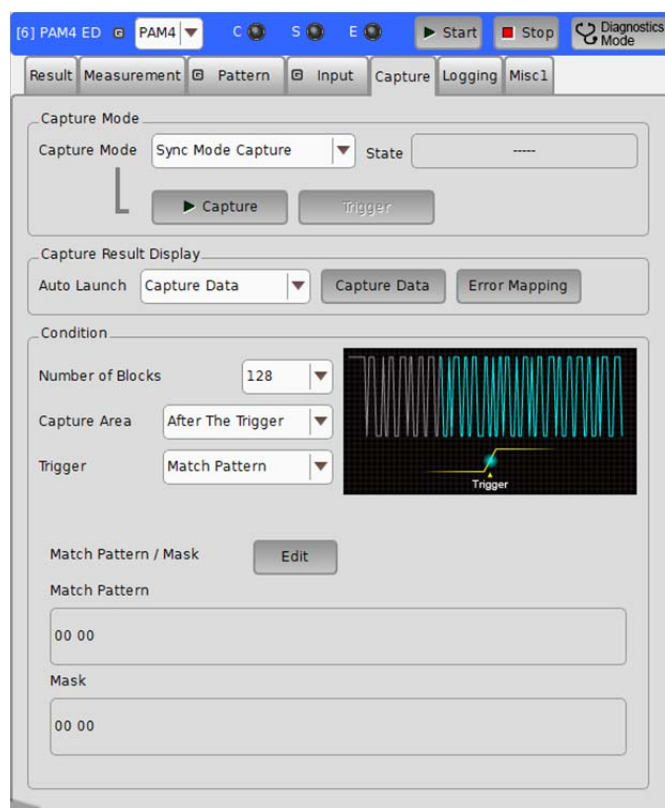 [6] PAM4 ED G PAM4 C S E Start Stop Diagnostics Mode
Result Measurement G Pattern G Input Capture Logging Misc1
Capture Mode
Capture Mode Sync Mode Capture State -----
Capture Trigger
Capture Result Display
Auto Launch Capture Data Capture Data Error Mapping
Condition
Number of Blocks 128
Capture Area After The Trigger
Trigger Match Pattern
Trigger
Match Pattern / Mask Edit
Match Pattern
00 00
Mask
00 00